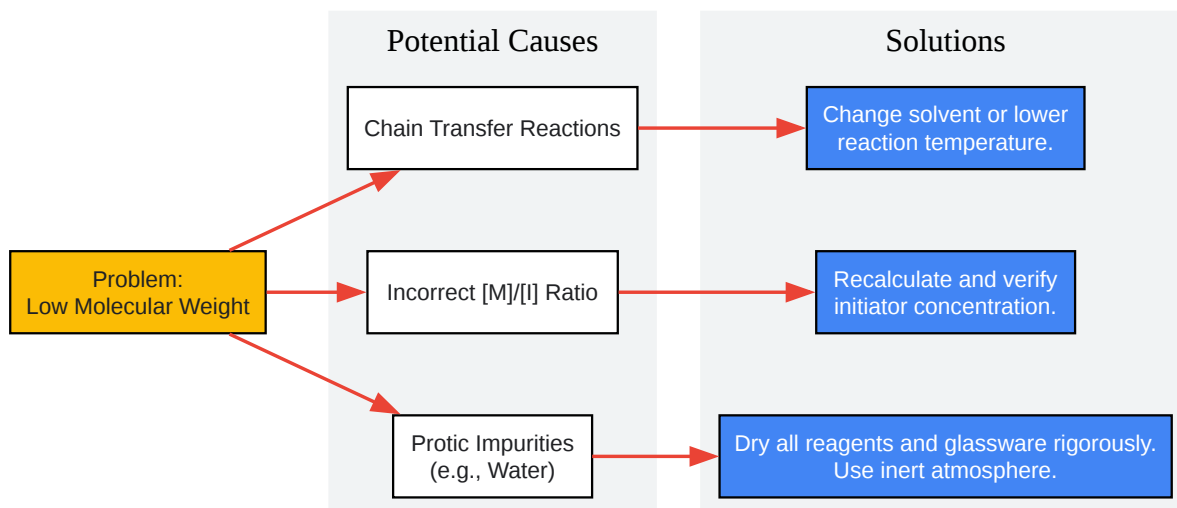 Potential Causes
Solutions
Chain Transfer Reactions
Change solvent or lower
reaction temperature.
Problem:
Low Molecular Weight
Incorrect [M]/[I] Ratio
Recalculate and verify
initiator concentration.
Protic Impurities
(e.g., Water)
Dry all reagents and glassware rigorously.
Use inert atmosphere.